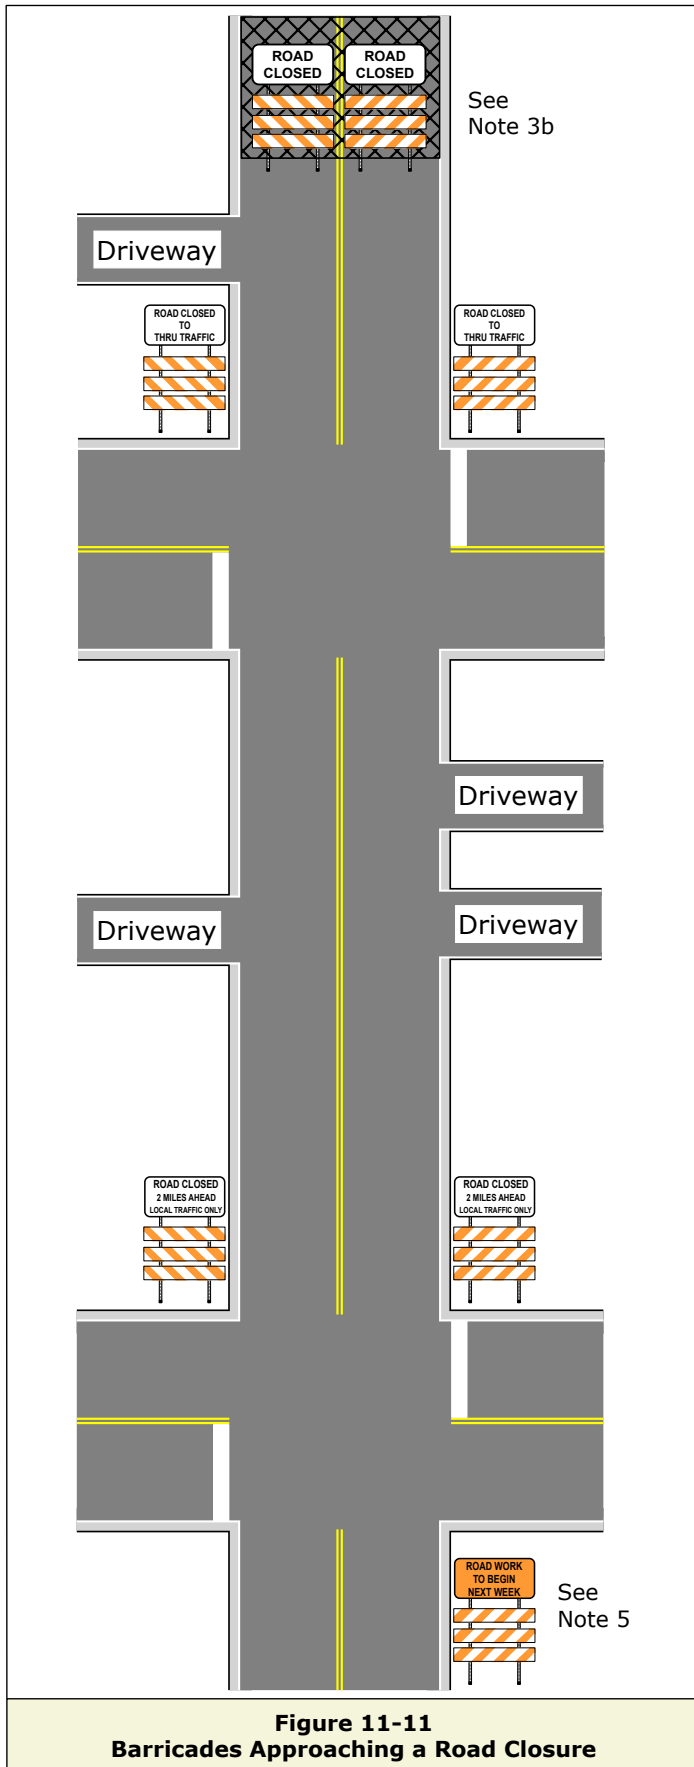 ROAD
CLOSED
ROAD
CLOSED
See
Note 3b
Driveway
ROAD CLOSED
TO
THRU TRAFFIC
ROAD CLOSED
TO
THRU TRAFFIC
Driveway
Driveway
Driveway
ROAD CLOSED
2 MILES AHEAD
LOCAL TRAFFIC ONLY
ROAD CLOSED
2 MILES AHEAD
LOCAL TRAFFIC ONLY
ROAD WORK
TO BEGIN
NEXT WEEK
See
Note 5
Figure 11-11
Barricades Approaching a Road Closure